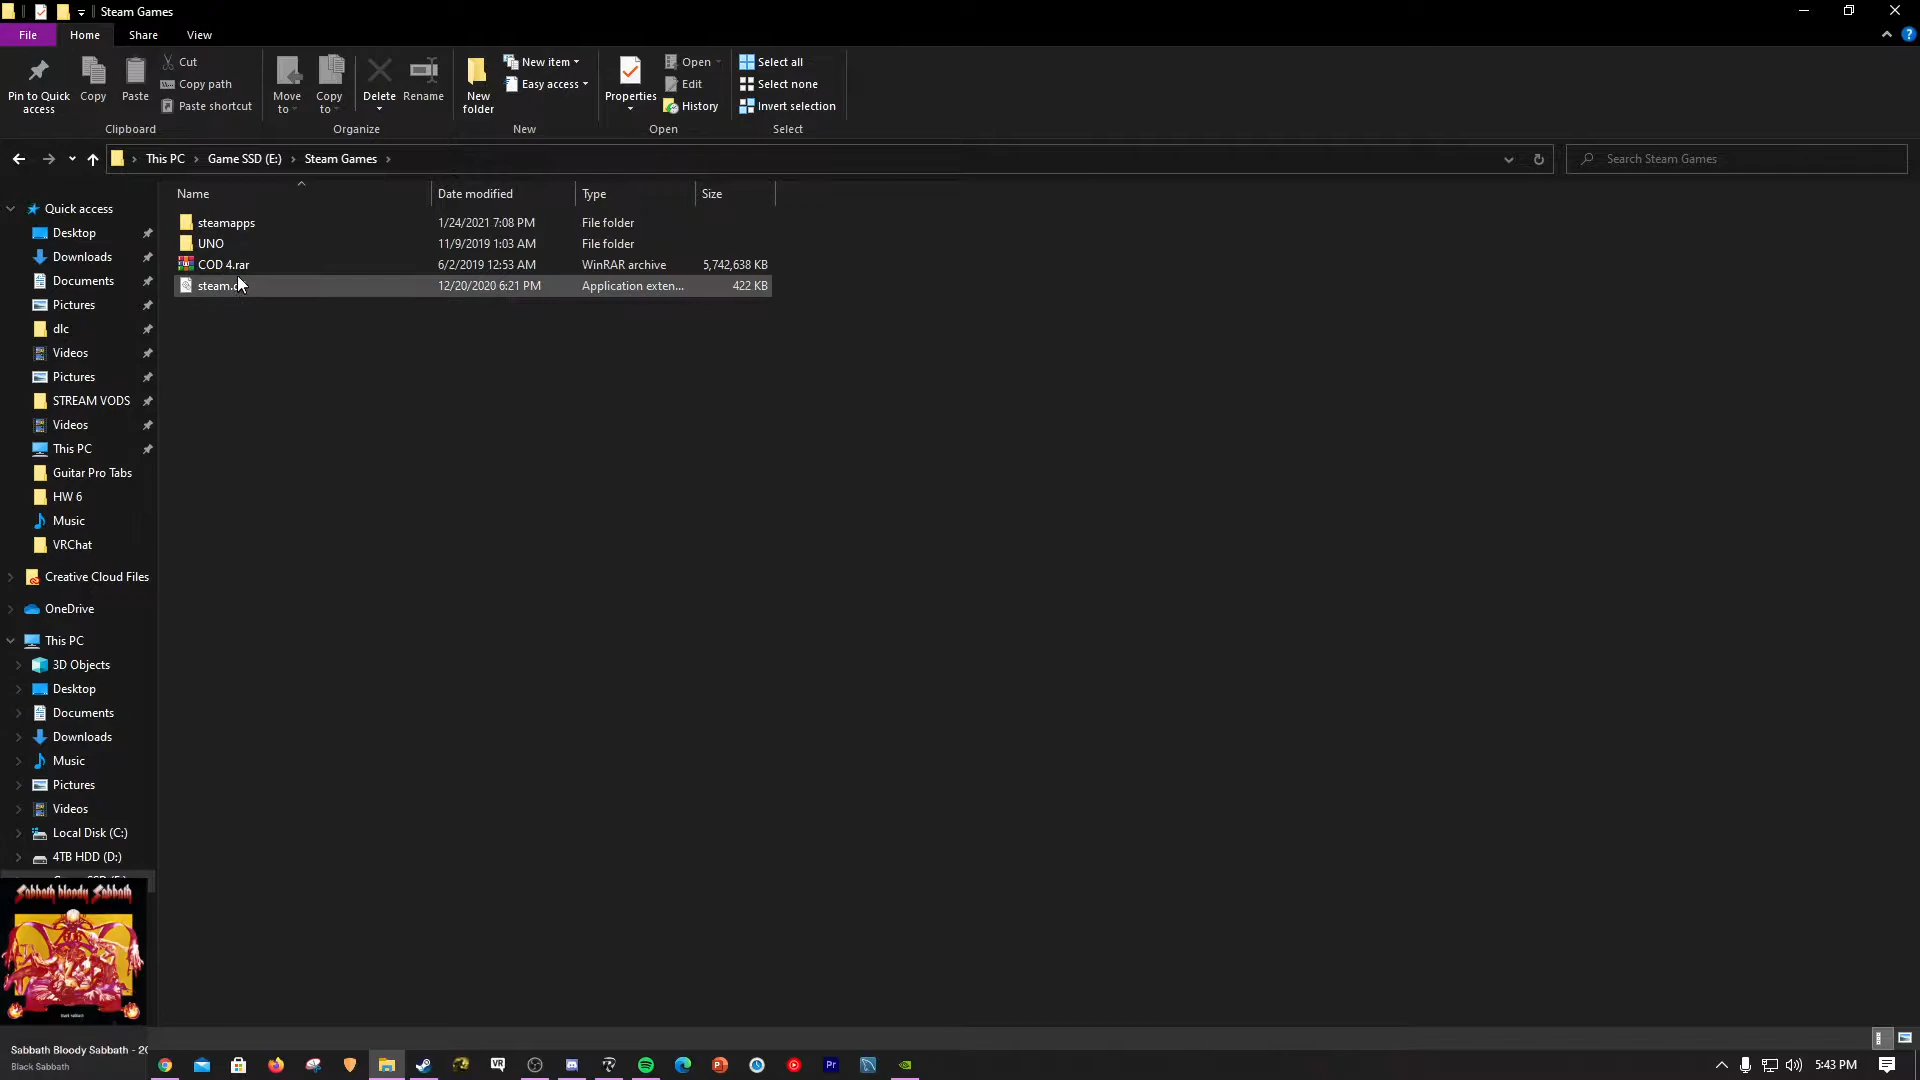 Steam Games
File Home Share View
Pin to Quick access
Copy
Paste
Cut
Copy path
Paste shortcut
Clipboard
Move to
Copy to
Delete
Rename
Organize
New folder
New item
Easy access
New
Properties
Open
Edit
History
Open
Select all
Select none
Invert selection
Select
This PC Game SSD (E:) Steam Games
Search Steam Games
Name Date modified Type Size
steamapps 1/24/2021 7:08 PM File folder
UNO 11/9/2019 1:03 AM File folder
COD 4.rar 6/2/2019 12:53 AM WinRAR archive 5,742,638 KB
12/20/2020 6:21 PM Application exten... 422 KB
Quick access
Desktop
Downloads
Documents
Pictures
dlc
Videos
Pictures
STREAM VODS
Videos
This PC
Guitar Pro Tabs
HW 6
Music
VRChat
Creative Cloud Files
OneDrive
This PC
3D Objects
Desktop
Documents
Downloads
Music
Pictures
Videos
Local Disk (C:)
4TB HDD (D:)
Sabbath bloody Sabbath
Sabbath Bloody Sabbath - 20
Black Sabbath
VR
Pr
5:43 PM